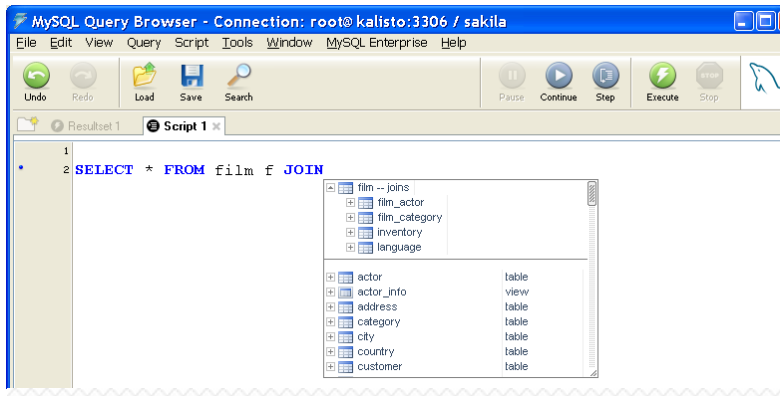 MySQL Query Browser - Connection: root@kalisto:3306 / sakila
File Edit View Query Script Tools Window MySQL Enterprise Help
Undo Redo Load Save Search Pause Continue Step Execute Stop
Resultset 1 Script 1
1
2 SELECT * FROM film f JOIN
film -- joins
film_actor
film_category
inventory
language
actor table
actor_info view
address table
category table
city table
country table
customer table